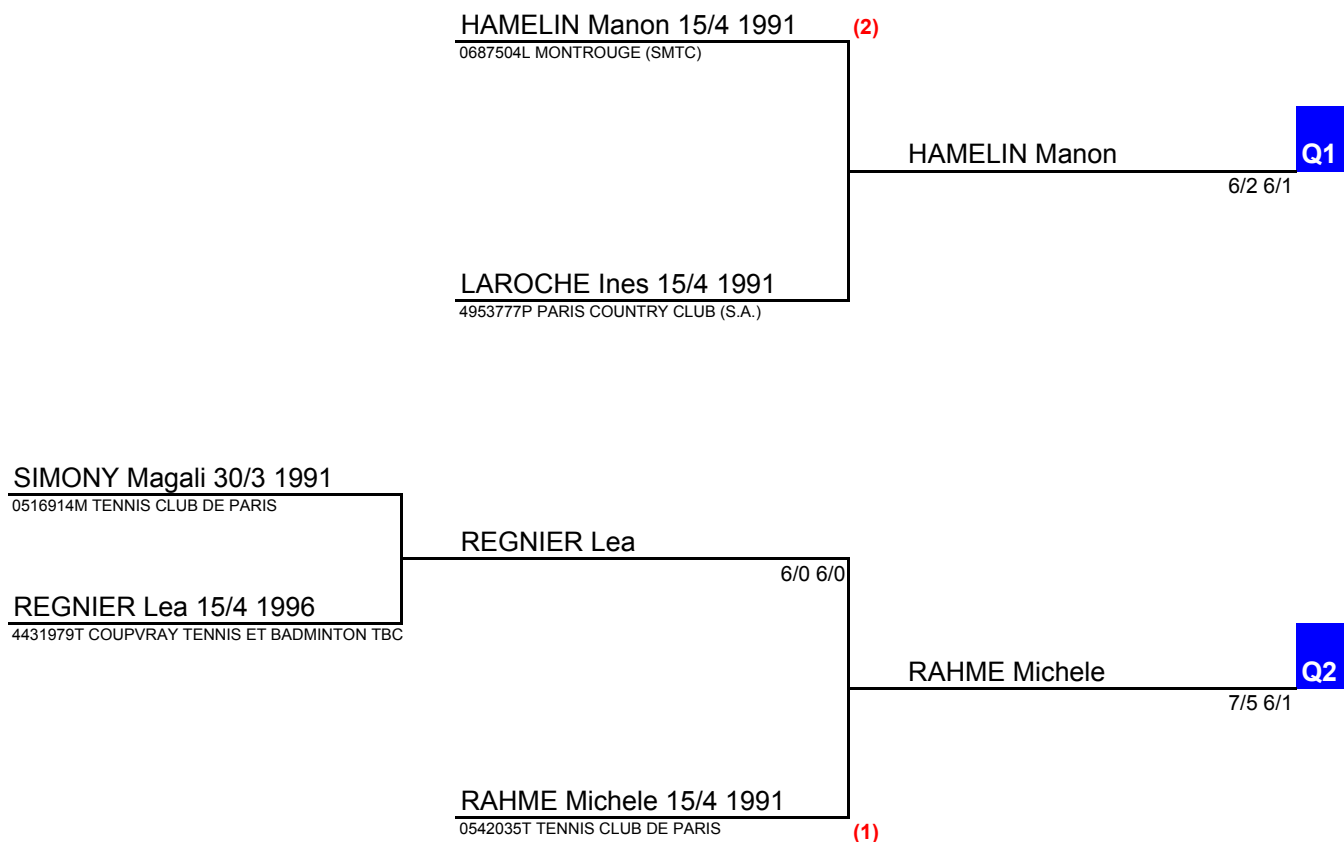 HAMELIN Manon 15/4 1991
(2)
0687504L MONTROUGE (SMTC)
HAMELIN Manon
Q1
6/2 6/1
LAROCHE Ines 15/4 1991
4953777P PARIS COUNTRY CLUB (S.A.)
SIMONY Magali 30/3 1991
0516914M TENNIS CLUB DE PARIS
REGNIER Lea
6/0 6/0
REGNIER Lea 15/4 1996
4431979T COUPVRAY TENNIS ET BADMINTON TBC
RAHME Michele
Q2
7/5 6/1
RAHME Michele 15/4 1991
0542035T TENNIS CLUB DE PARIS
(1)